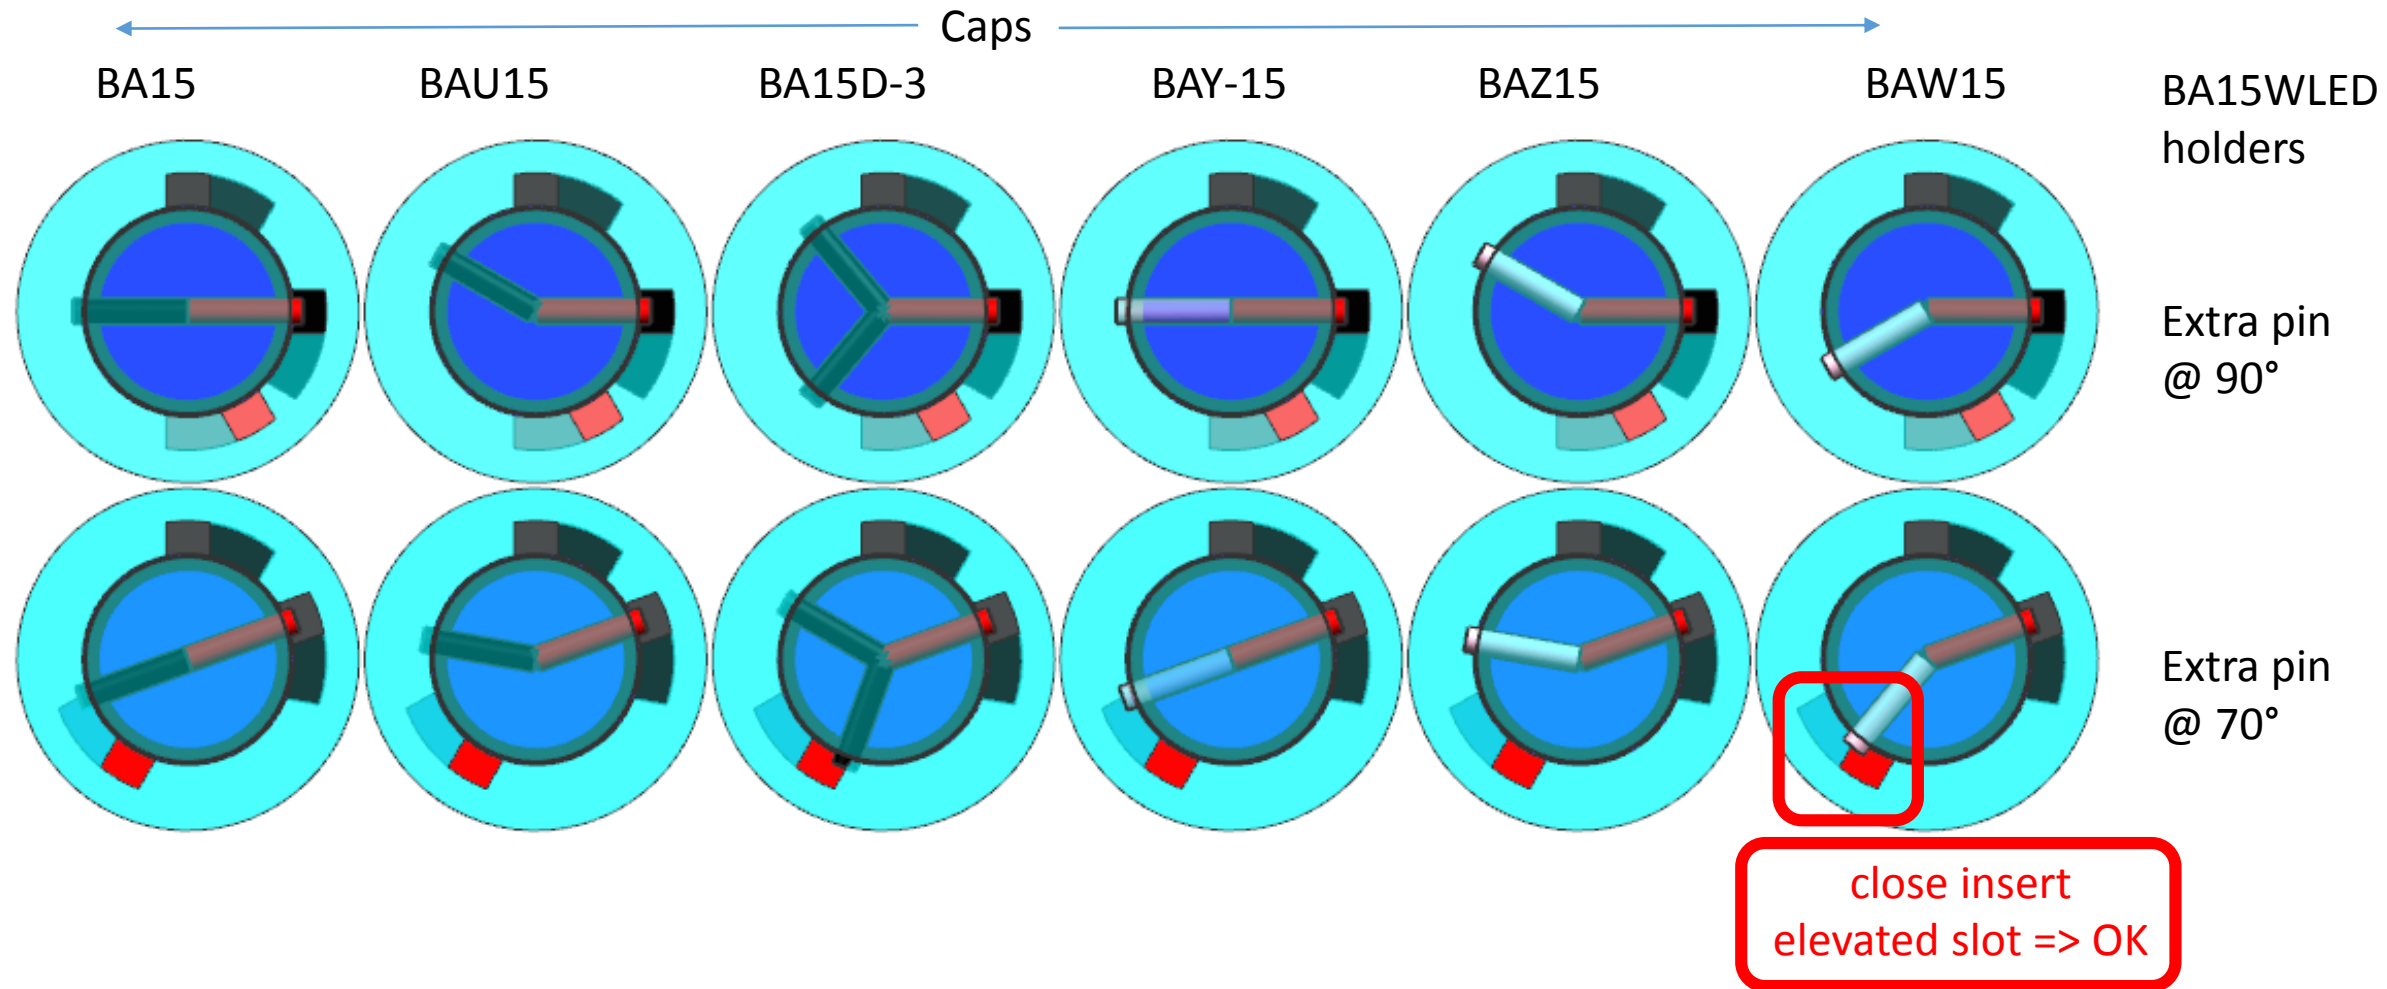 Caps
BA15 BAU15 BA15D-3 BAY-15 BAZ15 BAW15
BA15WLED
holders
Extra pin
@ 90°
Extra pin
@ 70°
close insert
elevated slot => OK